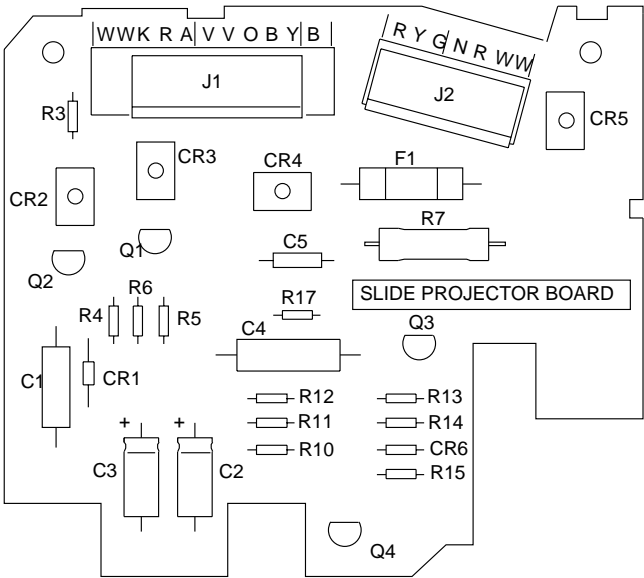 WWK R A V V O B Y B
R Y G N R WW
J1
J2
R3
CR5
CR3
CR4
F1
CR2
R7
Q1
C5
Q2
SLIDE PROJECTOR BOARD
R6
R17
R4
R5
C4
Q3
C1
CR1
R12
R13
R11
R14
R10
CR6
R15
+
+
C3
C2
Q4